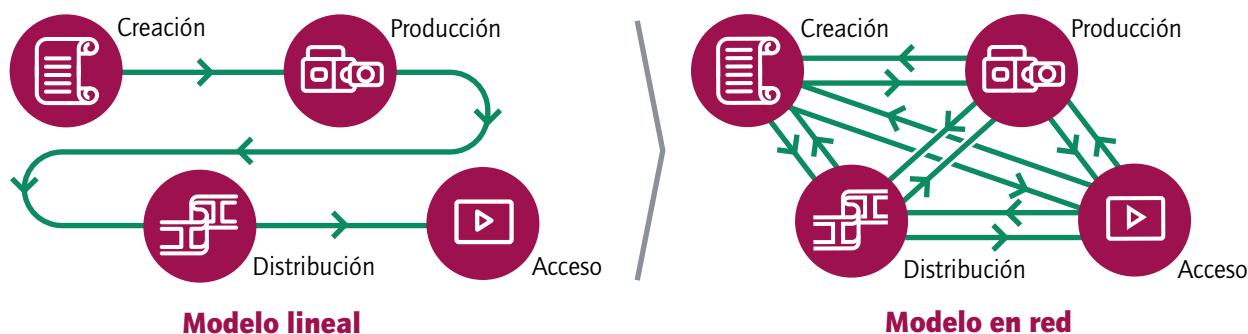 Creación
Producción
Distribución
Acceso
Modelo lineal
Creación
Producción
Distribución
Acceso
Modelo en red